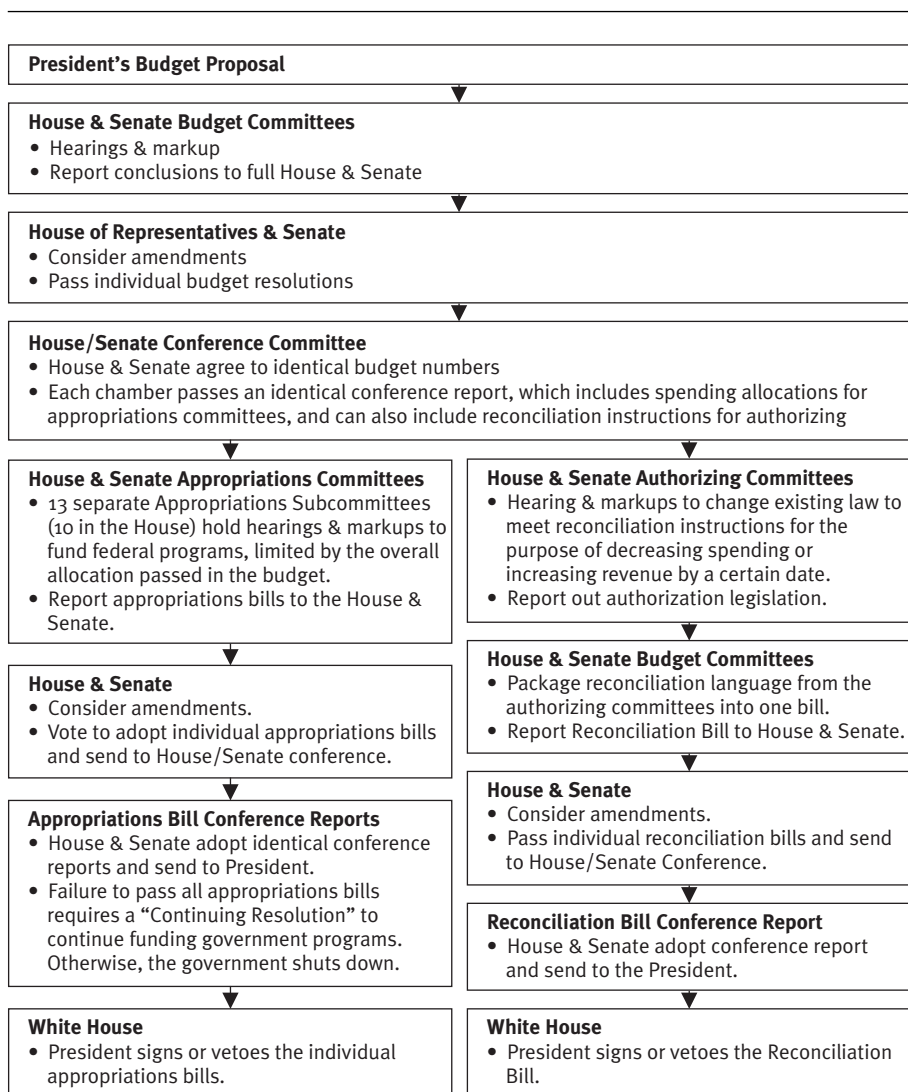 President’s Budget Proposal
House & Senate Budget Committees
• Hearings & markup
• Report conclusions to full House & Senate
House of Representatives & Senate
• Consider amendments
• Pass individual budget resolutions
House/Senate Conference Committee
• House & Senate agree to identical budget numbers
• Each chamber passes an identical conference report, which includes spending allocations for
appropriations committees, and can also include reconciliation instructions for authorizing
House & Senate Appropriations Committees
• 13 separate Appropriations Subcommittees
(10 in the House) hold hearings & markups to
fund federal programs, limited by the overall
allocation passed in the budget.
• Report appropriations bills to the House &
Senate.
House & Senate
• Consider amendments.
• Vote to adopt individual appropriations bills
and send to House/Senate conference.
Appropriations Bill Conference Reports
• House & Senate adopt identical conference
reports and send to President.
• Failure to pass all appropriations bills
requires a “Continuing Resolution” to
continue funding government programs.
Otherwise, the government shuts down.
White House
• President signs or vetoes the individual
appropriations bills.
House & Senate Authorizing Committees
• Hearing & markups to change existing law to
meet reconciliation instructions for the
purpose of decreasing spending or
increasing revenue by a certain date.
• Report out authorization legislation.
House & Senate Budget Committees
• Package reconciliation language from the
authorizing committees into one bill.
• Report Reconciliation Bill to House & Senate.
House & Senate
• Consider amendments.
• Pass individual reconciliation bills and send
to House/Senate Conference.
Reconciliation Bill Conference Report
• House & Senate adopt conference report
and send to the President.
White House
• President signs or vetoes the Reconciliation
Bill.